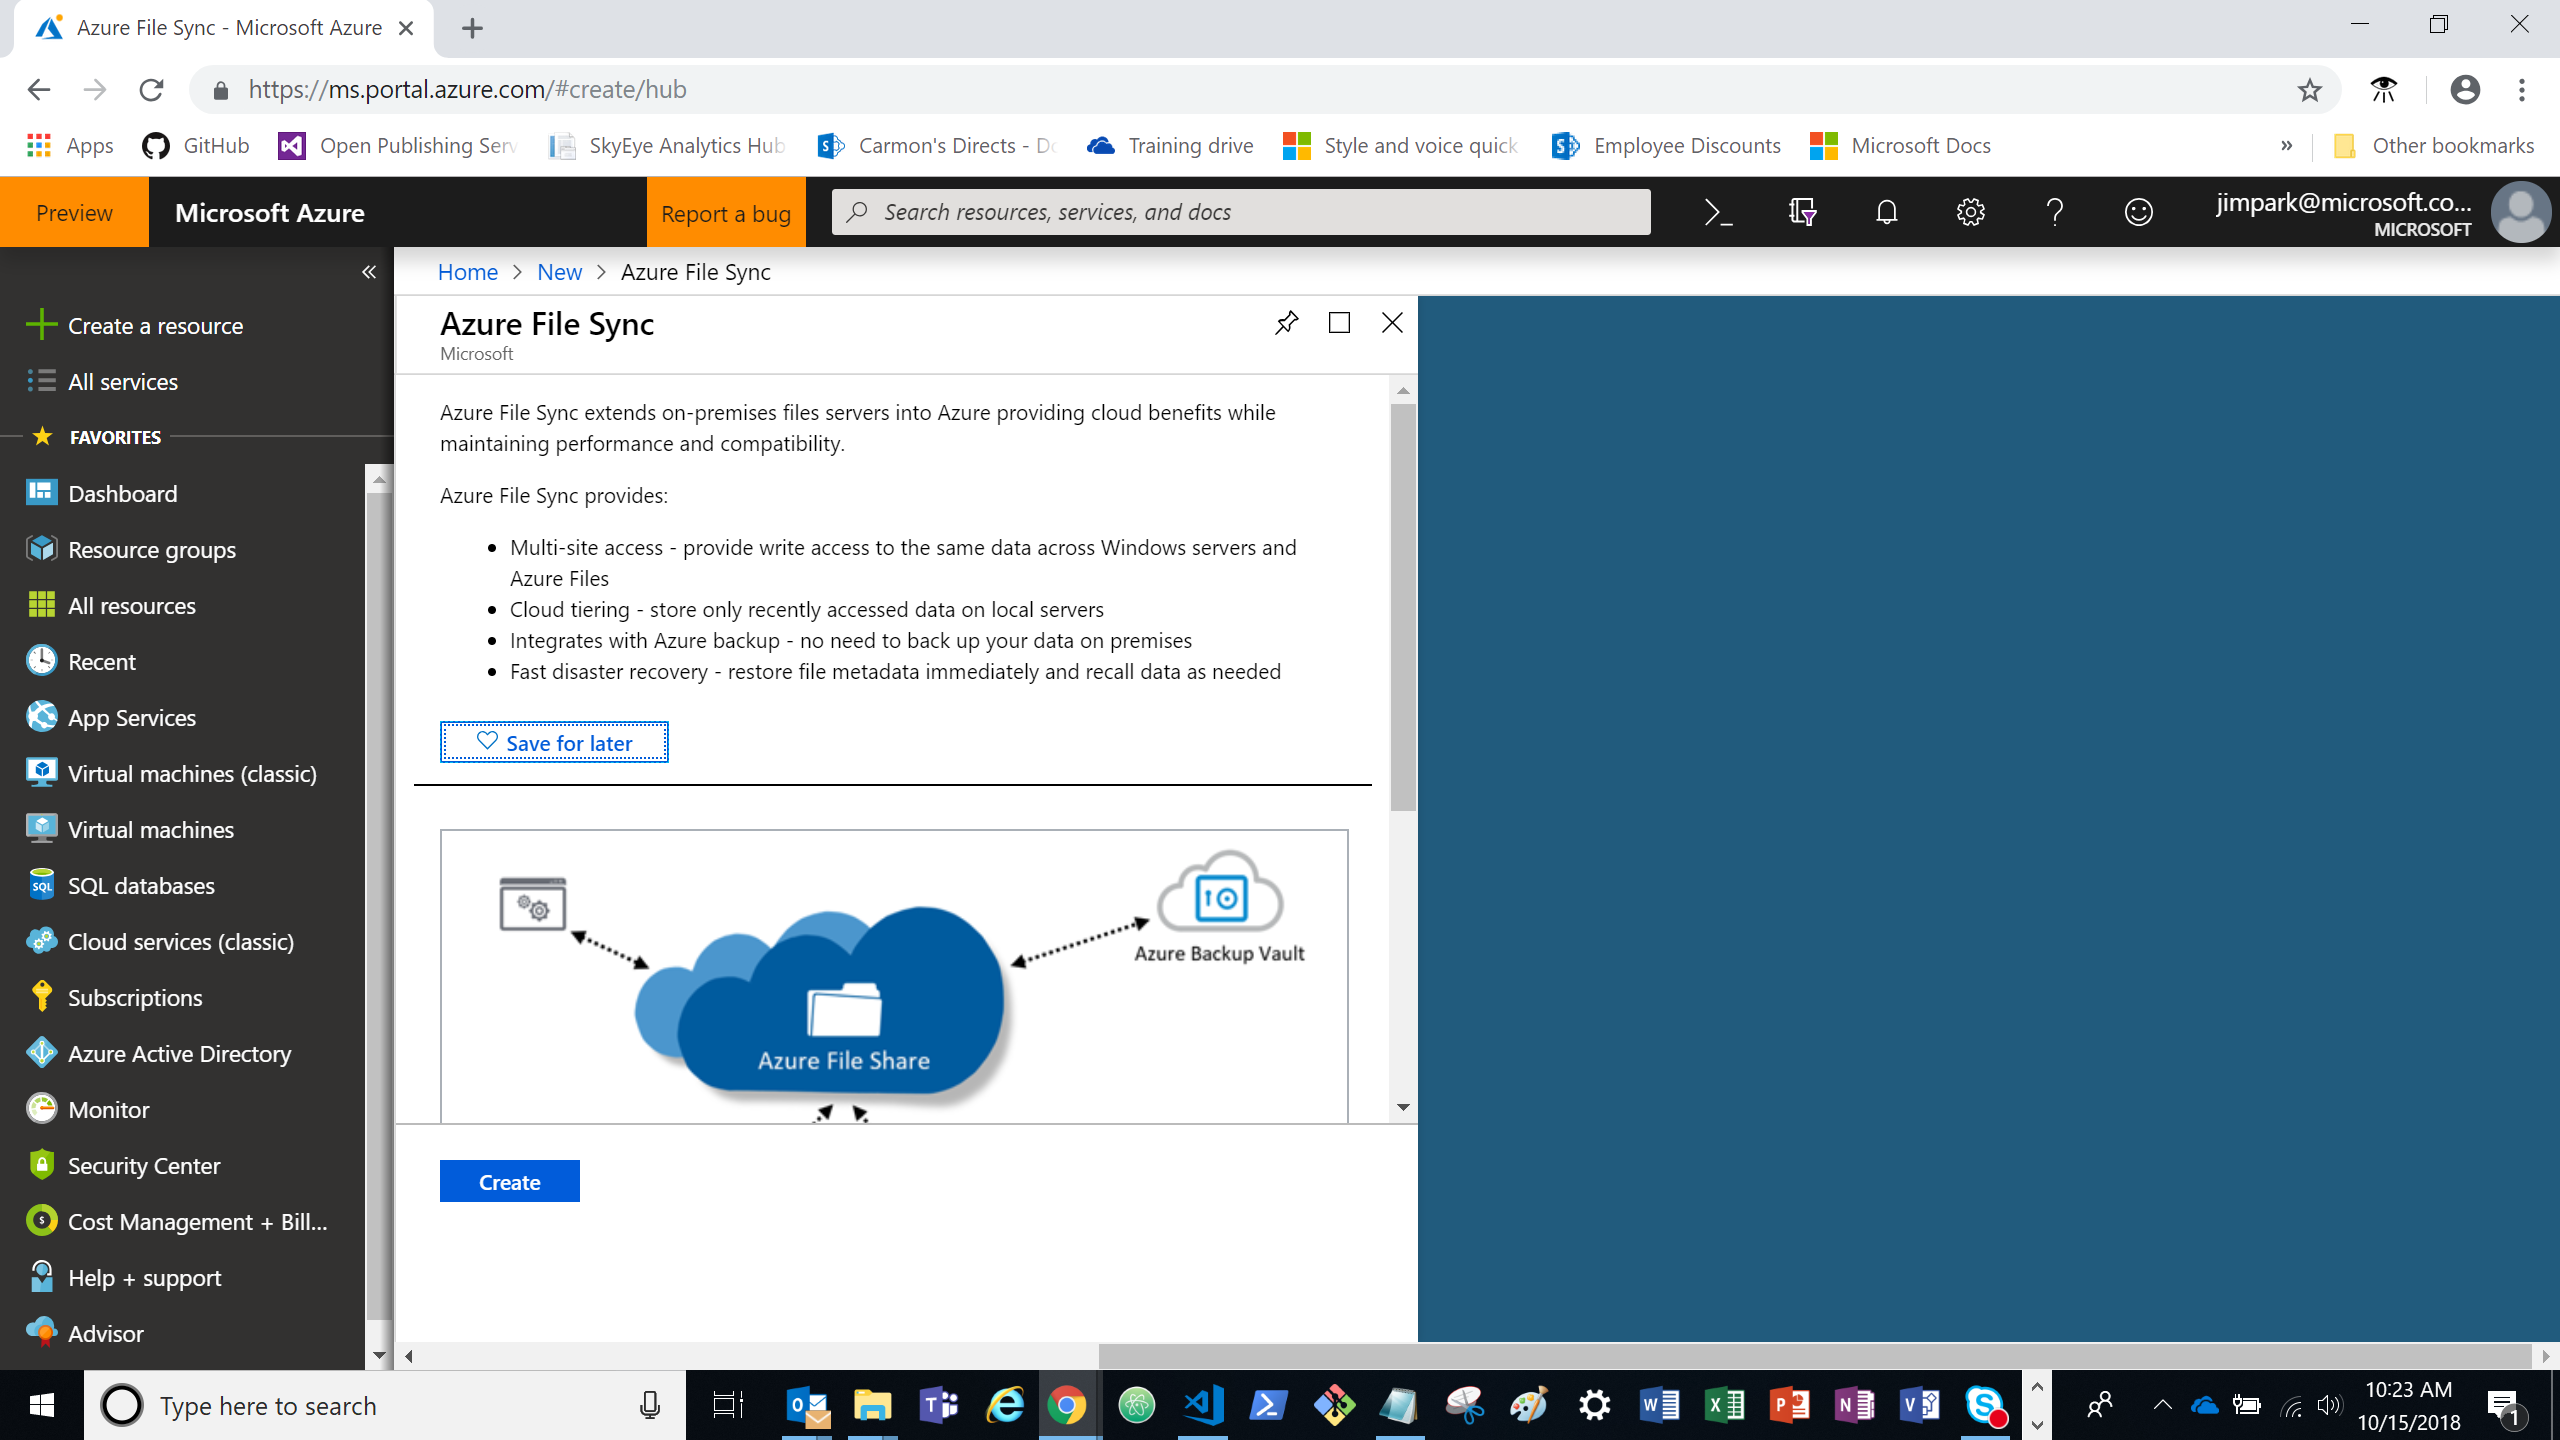 Azure File Sync - Microsoft Azure
https://ms.portal.azure.com/#create/hub
Apps
GitHub
Open Publishing Serv
SkyEye Analytics Hub
Carmon's Directs - Do
Training drive
Style and voice quick
Employee Discounts
Microsoft Docs
»
Other bookmarks
Preview
Microsoft Azure
Report a bug
Search resources, services, and docs
jimpark@microsoft.co...
MICROSOFT
Home > New > Azure File Sync
Create a resource
All services
FAVORITES
Dashboard
Resource groups
All resources
Recent
App Services
Virtual machines (classic)
Virtual machines
SQL databases
Cloud services (classic)
Subscriptions
Azure Active Directory
Monitor
Security Center
Cost Management + Bill...
Help + support
Advisor
Azure File Sync
Microsoft
Azure File Sync extends on-premises files servers into Azure providing cloud benefits while
maintaining performance and compatibility.
Azure File Sync provides:
Multi-site access - provide write access to the same data across Windows servers and
Azure Files
Cloud tiering - store only recently accessed data on local servers
Integrates with Azure backup - no need to back up your data on premises
Fast disaster recovery - restore file metadata immediately and recall data as needed
Save for later
Azure Backup Vault
Azure File Share
Create
Type here to search
10:23 AM
10/15/2018
1